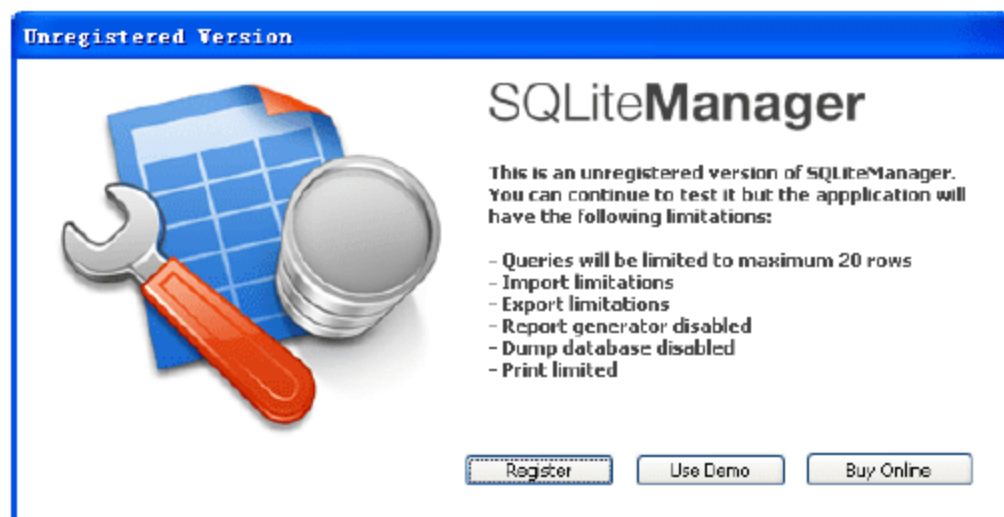 Unregistered Version
SQLiteManager
This is an unregistered version of SQLiteManager.
You can continue to test it but the appplication will
have the following limitations:
- Queries will be limited to maximum 20 rows
- Import limitations
- Export limitations
- Report generator disabled
- Dump database disabled
- Print limited
Register Use Demo Buy Online